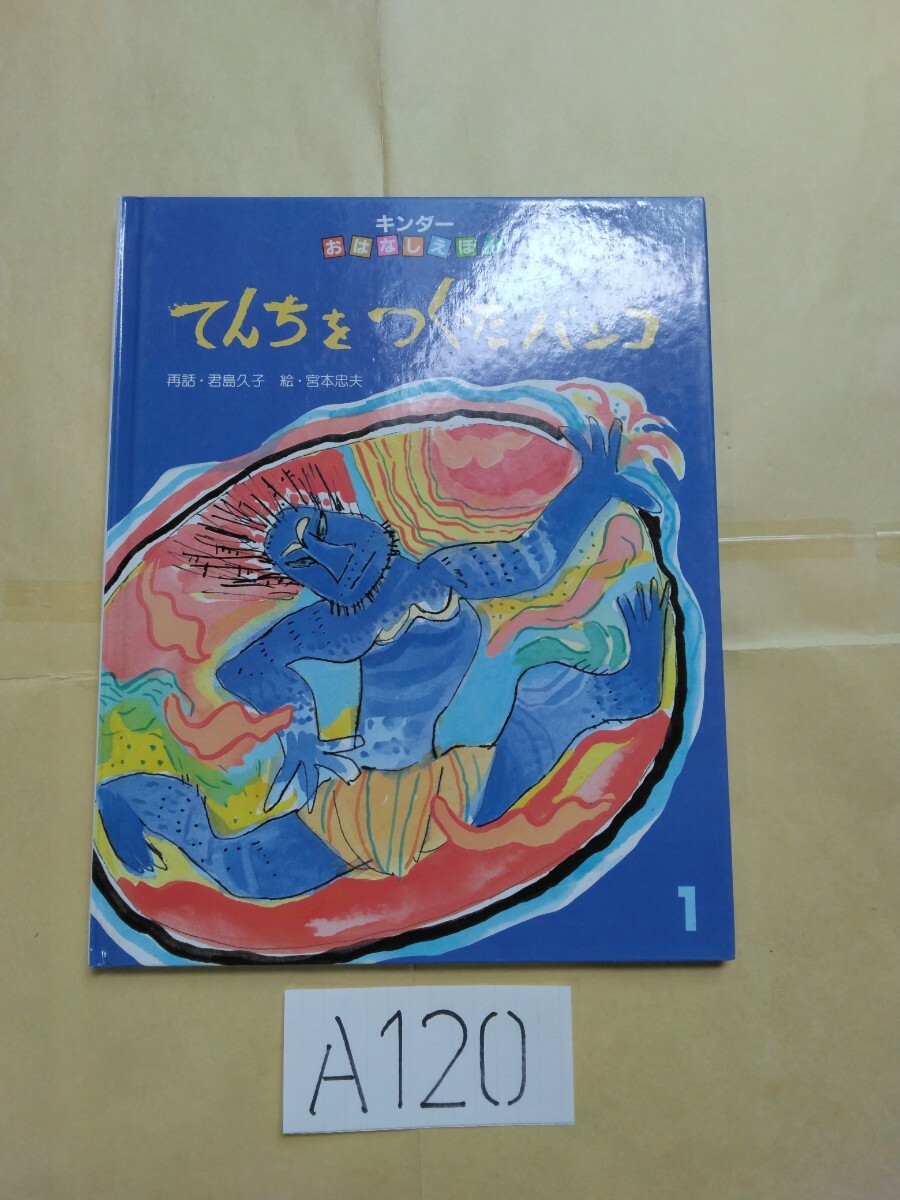 キンダー
おはなしえほん
てんちをつくったバンコ
再話・君島久子 絵・宮本忠夫
1
A120